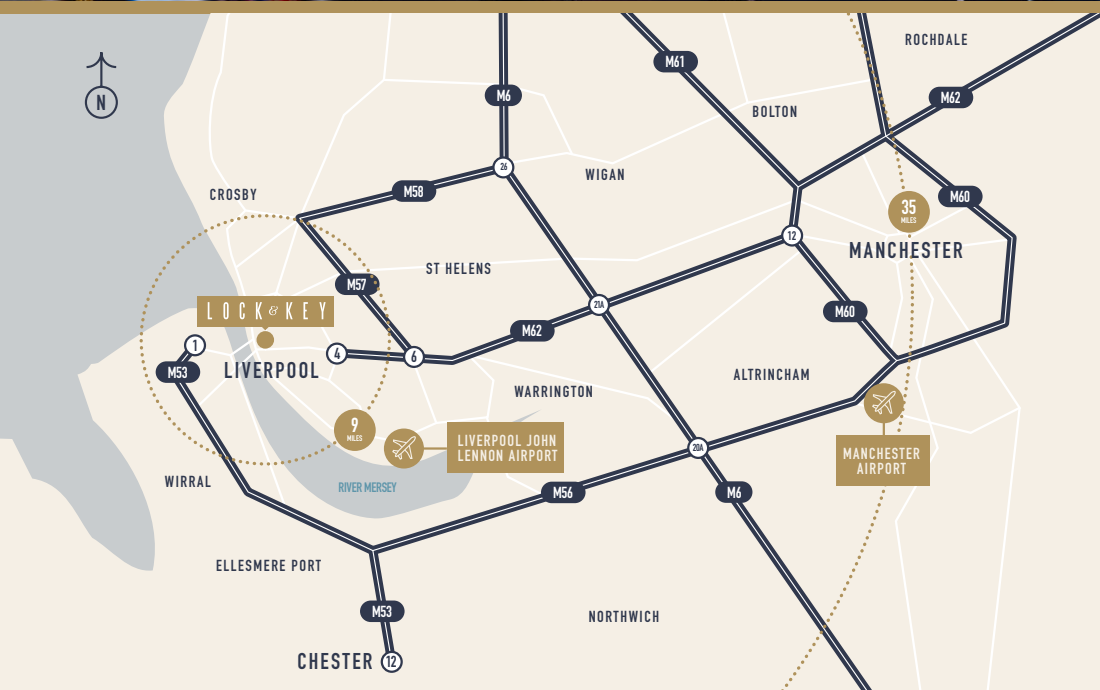 ROCHDALE
M61
M6
M62
N
BOLTON
26
WIGAN
M58
CROSBY
M60
35
MILES
12
MANCHESTER
ST HELENS
M57
LOCK & KEY
21A
M60
M62
1
4
6
M53
LIVERPOOL
ALTRINCHAM
WARRINGTON
9
MILES
LIVERPOOL JOHN
LENNON AIRPORT
MANCHESTER
AIRPORT
20A
WIRRAL
RIVER MERSEY
M56
M6
ELLESMERE PORT
M53
NORTHWICH
CHESTER 12